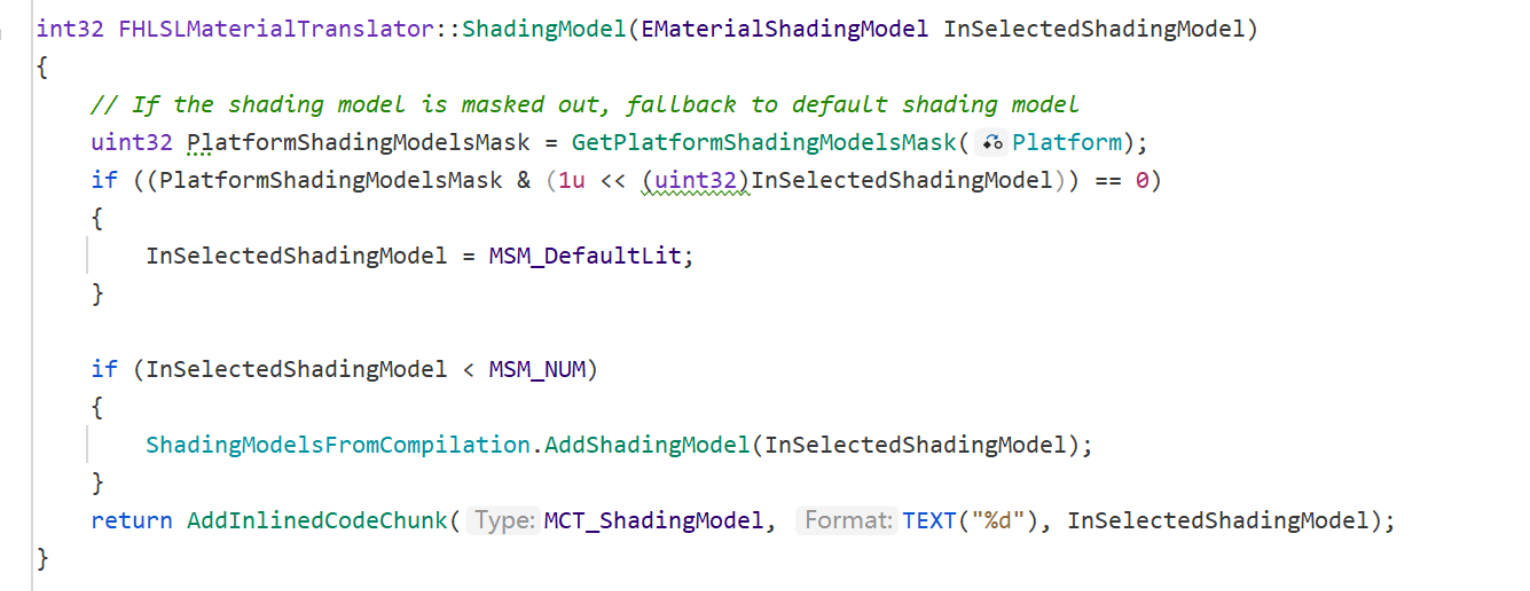 int32 FHLSLMaterialTranslator::ShadingModel(EMaterialShadingModel InSelectedShadingModel)
{
// If the shading model is masked out, fallback to default shading model
uint32 PlatformShadingModelsMask = GetPlatformShadingModelsMask(Platform);
if ((PlatformShadingModelsMask & (1u << (uint32)InSelectedShadingModel)) == 0)
{
InSelectedShadingModel = MSM_DefaultLit;
}
if (InSelectedShadingModel < MSM_NUM)
{
ShadingModelsFromCompilation.AddShadingModel(InSelectedShadingModel);
}
return AddInlinedCodeChunk( Type: MCT_ShadingModel, Format: TEXT("%d"), InSelectedShadingModel);
}